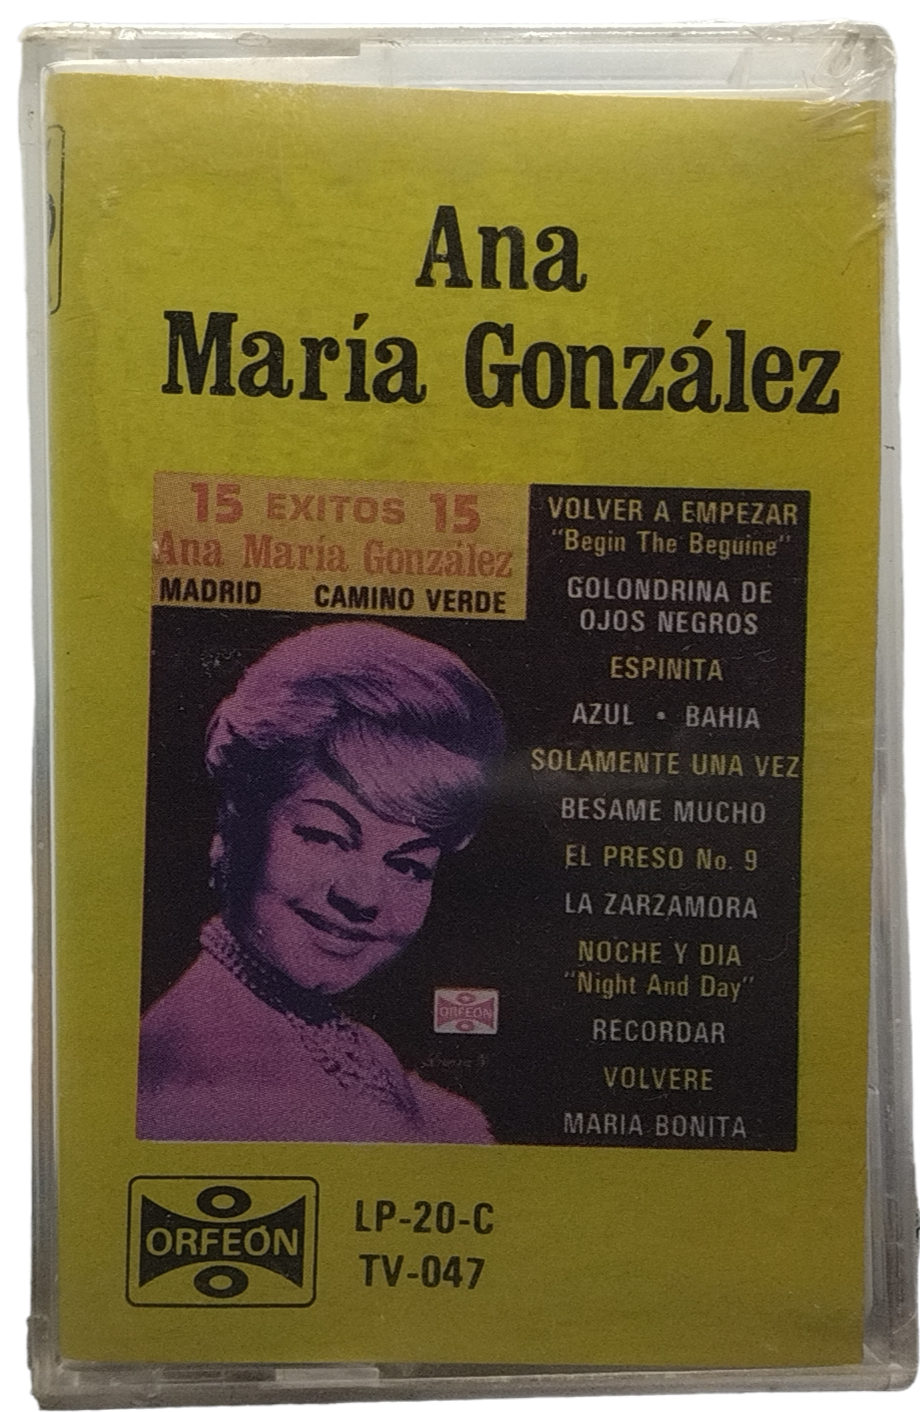 Ana
María González
15 EXITOS 15
Ana María González
MADRID CAMINO VERDE
VOLVER A EMPEZAR
"Begin The Beguine"
GOLONDRINA DE
OJOS NEGROS
ESPINITA
AZUL • BAHIA
SOLAMENTE UNA VEZ
BESAME MUCHO
EL PRESO No. 9
LA ZARZAMORA
NOCHE Y DIA
"Night And Day"
RECORDAR
VOLVERE
MARIA BONITA
ORFEON
ORFEON
LP-20-C
TV-047